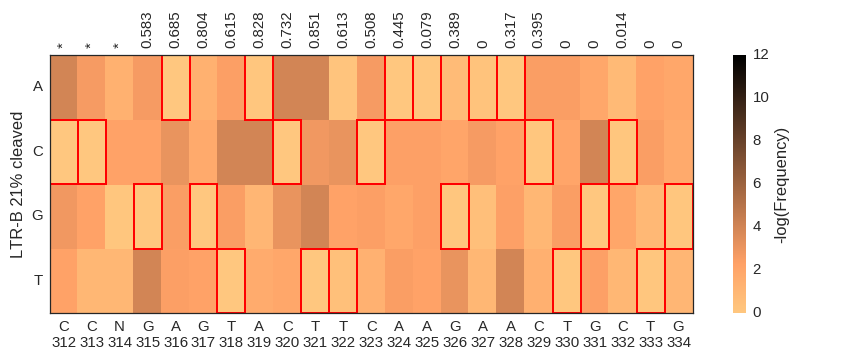 * * * 0.583 0.685 0.804 0.615 0.828 0.732 0.851 0.613 0.508 0.445 0.079 0.389 0 0.317 0.395 0 0 0.014 0 0
LTR-B 21% cleaved
A
C
G
T
C C N G A G T A C T T C A A G A A C T G C T G
312 313 314 315 316 317 318 319 320 321 322 323 324 325 326 327 328 329 330 331 332 333 334
12
10
8
6
4
2
0
-log(Frequency)